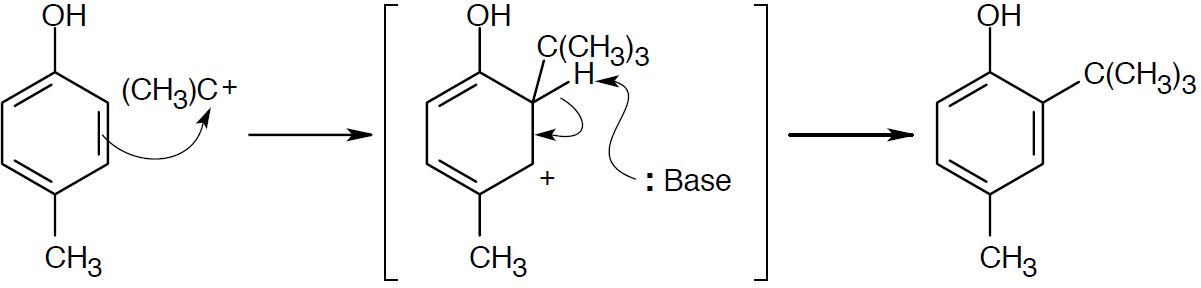 OH
(CH3)C+
CH3
OH
C(CH3)3
H
+
: Base
CH3
OH
C(CH3)3
CH3